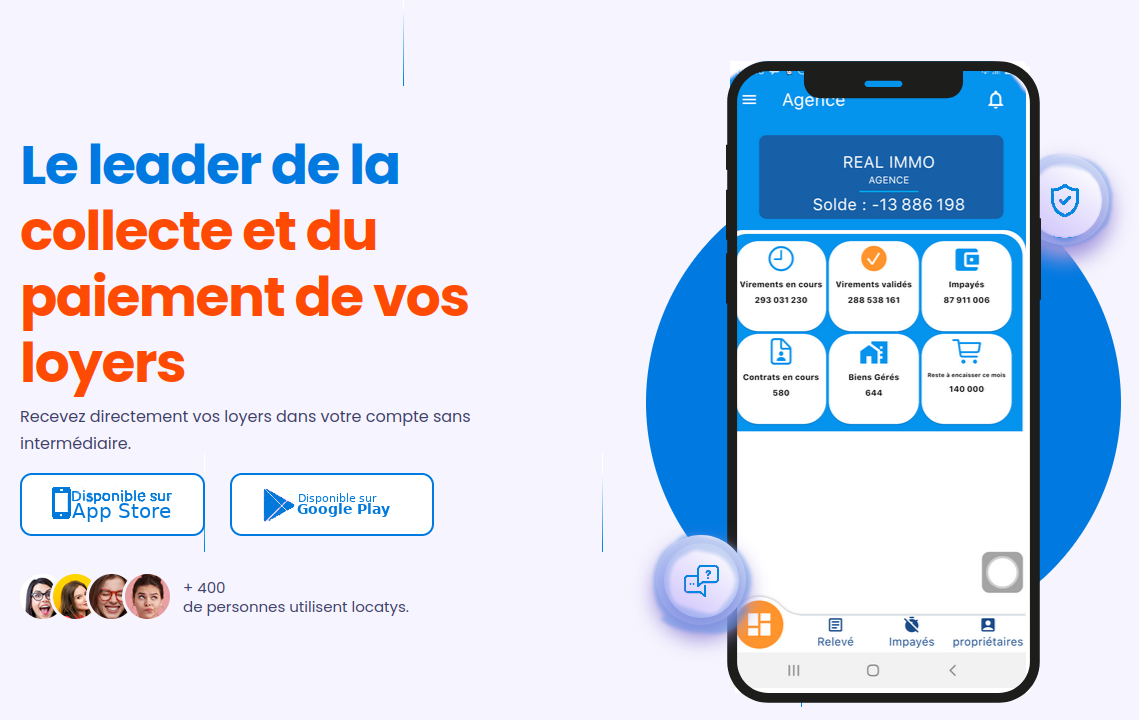 Le leader de la
collecte et du
paiement de vos
loyers
Recevez directement vos loyers dans votre compte sans
intermédiaire.
Disponible sur
App Store
Disponible sur
Google Play
+ 400
de personnes utilisent locatys.
Agence
REAL IMMO
AGENCE
Solde : -13 886 198
Virements en cours
293 031 230
Virements validés
288 538 161
Impayés
87 911 006
Contrats en cours
580
Biens Gérés
644
Reste à encaisser ce mois
140 000
?
Relevé
Impayés
propriétaires